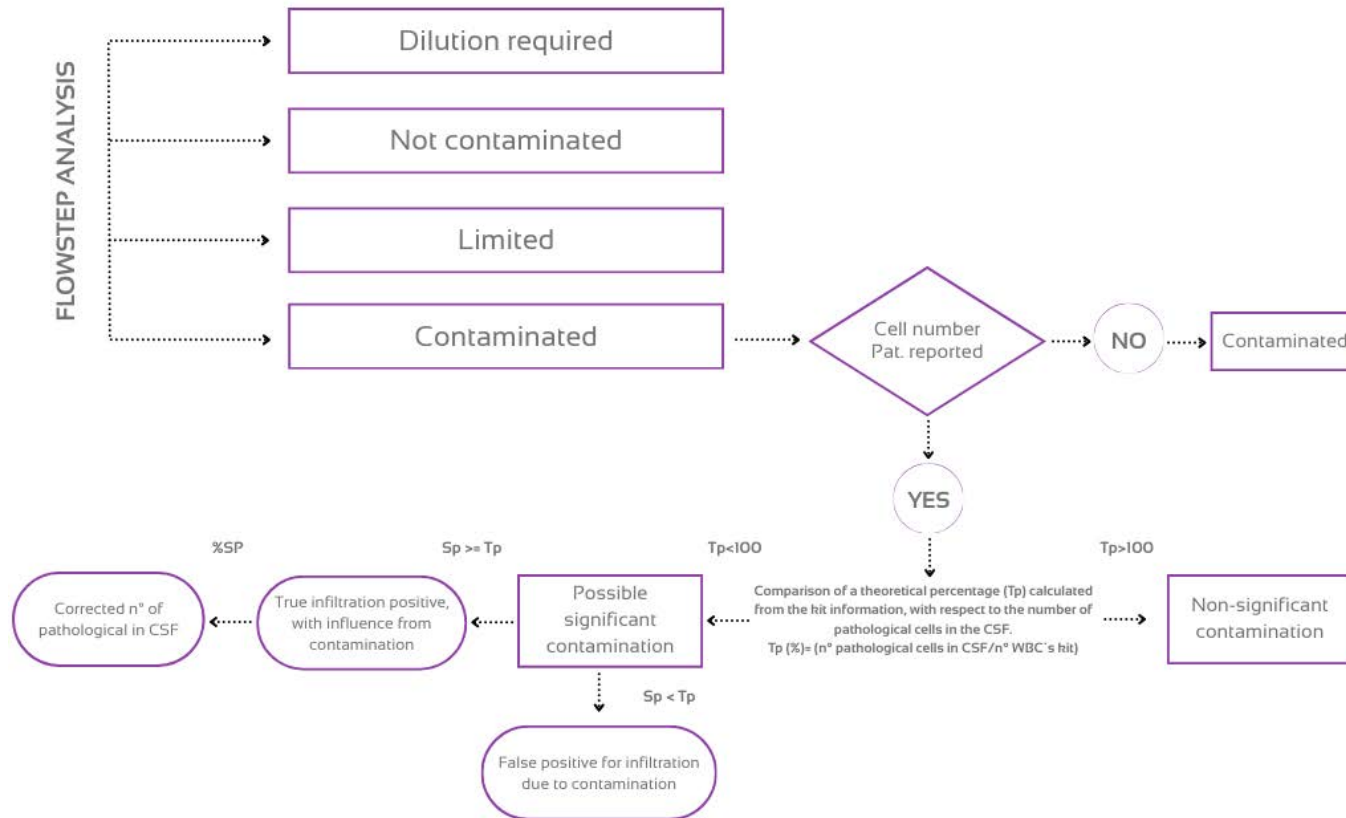 FLOWSTEP ANALYSIS
Dilution required
Not contaminated
Limited
Contaminated
Cell number
Pat. reported
NO
Contaminated
YES
%SP
Sp >= Tp
Tp<100
Tp>100
Corrected n° of
pathological in CSF
True infiltration positive,
with influence from
contamination
Possible
significant
contamination
Comparison of a theoretical percentage (Tp) calculated
from the kit information, with respect to the number of
pathological cells in the CSF.
Tp (%)= (n° pathological cells in CSF/n° WBC´s kit)
Non-significant
contamination
Sp < Tp
False positive for infiltration
due to contamination